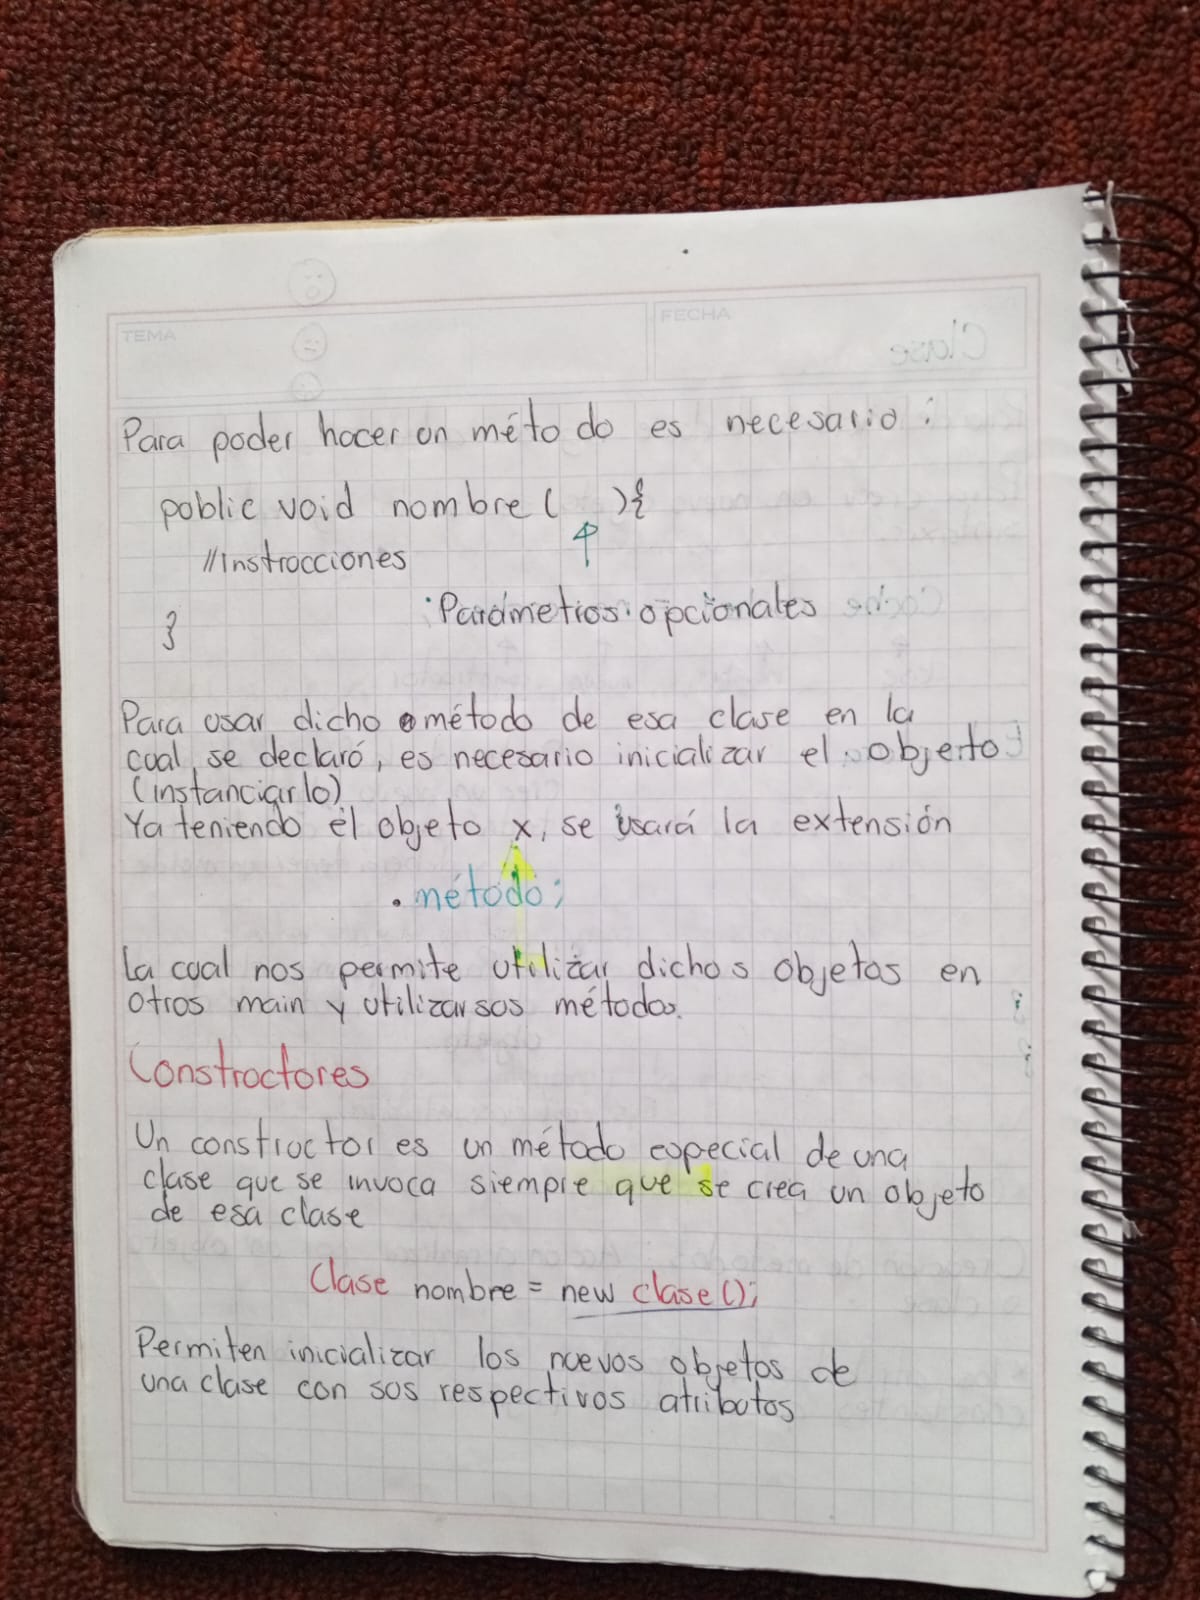 TEMA
FECHA
Clase
Para poder hacer un método es necesario:
public void nombre ( ){
//Instrucciones
Parámetros opcionales
}
Para usar dicho método de esa clase en la
cual se declaró, es necesario inicializar el objeto
(instanciarlo)
Ya teniendo el objeto x, se usará la extensión
.método;
La cual nos permite utilizar dichos objetos en
otros main y utilizar sus métodos.
Constructores
Un constructor es un método especial de una
clase que se invoca siempre que se crea un objeto
de esa clase
Clase nombre = new clase();
Permiten inicializar los nuevos objetos de
una clase con sus respectivos atributos